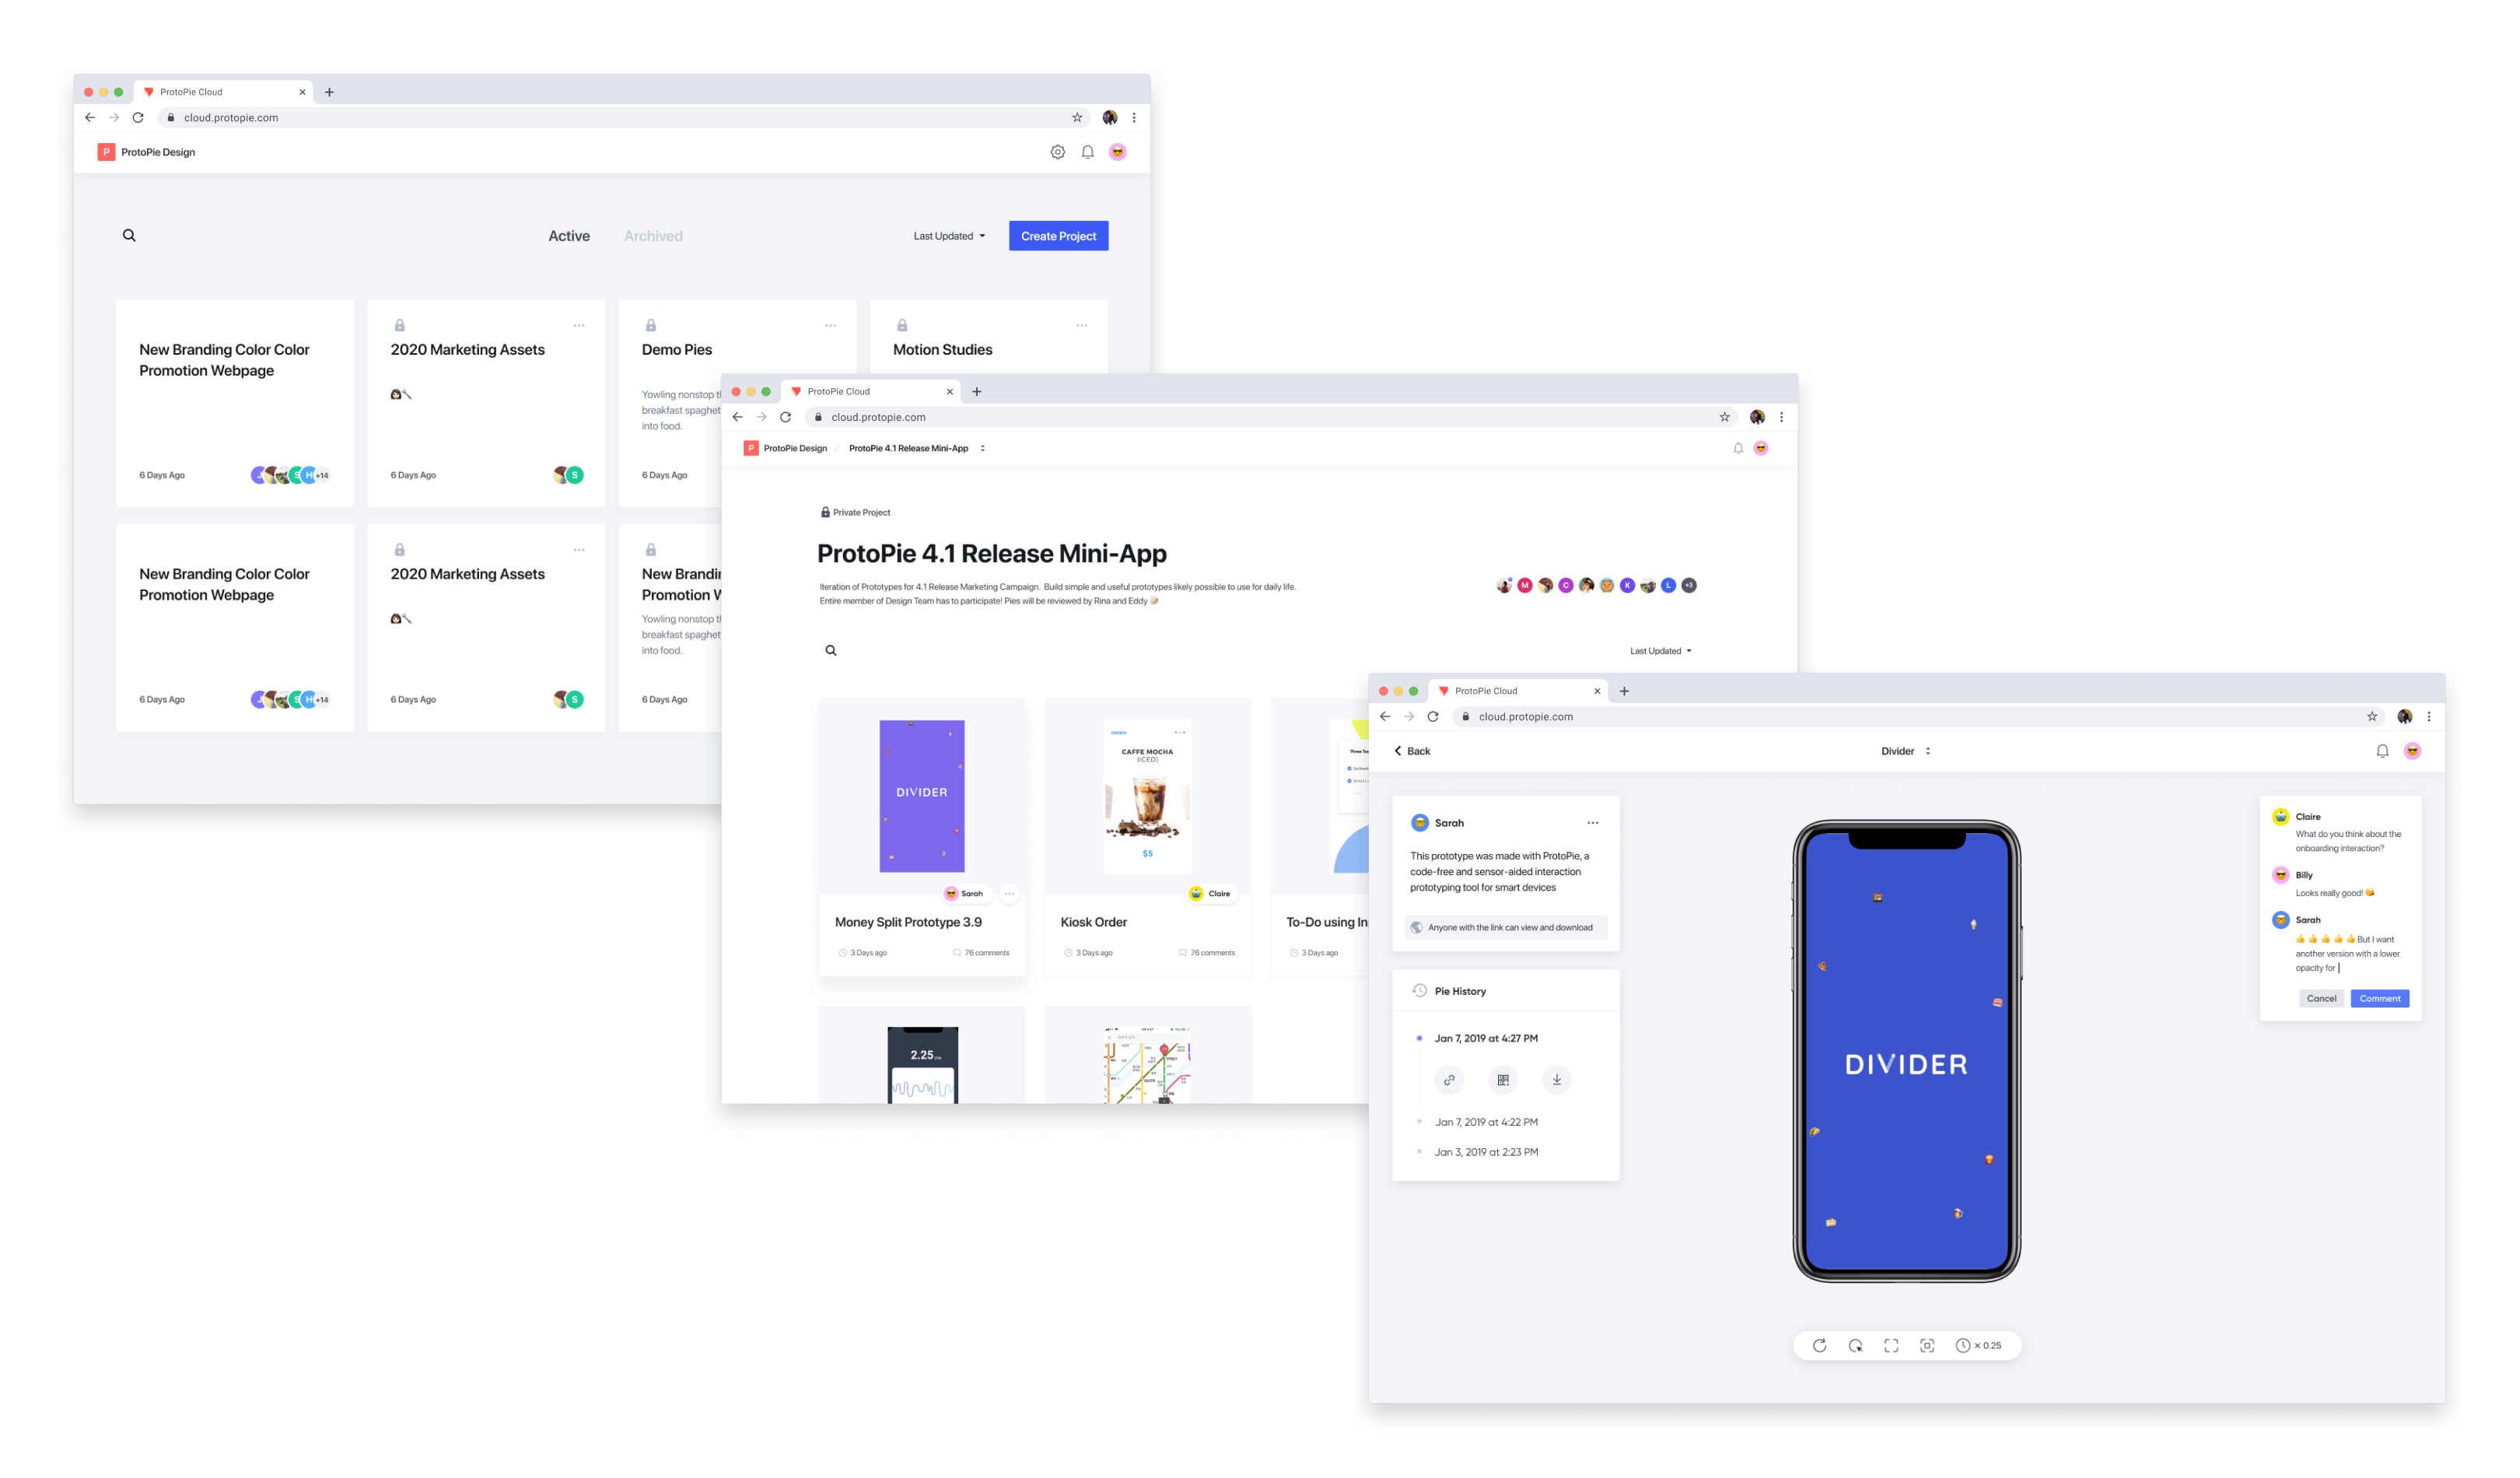 ProtoPie Cloud
cloud.protopie.com
P ProtoPie Design
Active
Archived
Last Updated
Create Project
New Branding Color Color
Promotion Webpage
6 Days Ago
J
S
H
+14
2020 Marketing Assets
6 Days Ago
S
Demo Pies
Yowling nonstop
breakfast
into food.
6 Days Ago
Motion Studies
New Branding Color Color
Promotion Webpage
6 Days Ago
J
S
H
+14
2020 Marketing Assets
6 Days Ago
S
New
Promotion
Yowling nonstop
breakfast
into food.
6 Days Ago
ProtoPie Cloud
cloud.protopie.com
P ProtoPie Design / ProtoPie 4.1 Release Mini-App
Private Project
ProtoPie 4.1 Release Mini-App
Iteration of Prototypes for 4.1 Release Marketing Campaign. Build simple and useful prototypes likely possible to use for daily life.
Entire member of Design Team has to participate! Pies will be reviewed by Rina and Eddy
M
C
K
L
+3
Last Updated
DIVIDER
Sarah
Money Split Prototype 3.9
3 Days ago
76 comments
ORDER
CAFFE MOCHA
(ICED)
$5
Claire
Kiosk Order
3 Days ago
76 comments
Three
To-Do using
3 Days ago
2.25
ProtoPie Cloud
cloud.protopie.com
Back
Divider
Sarah
This prototype was made with ProtoPie, a
code-free and sensor-aided interaction
prototyping tool for smart devices
Anyone with the link can view and download
Pie History
Jan 7, 2019 at 4:27 PM
Jan 7, 2019 at 4:22 PM
Jan 3, 2019 at 2:23 PM
DIVIDER
× 0.25
Claire
What do you think about the
onboarding interaction?
Billy
Looks really good! 😋
Sarah
👍 👍 👍 👍 👍 But I want
another version with a lower
opacity for
Cancel
Comment